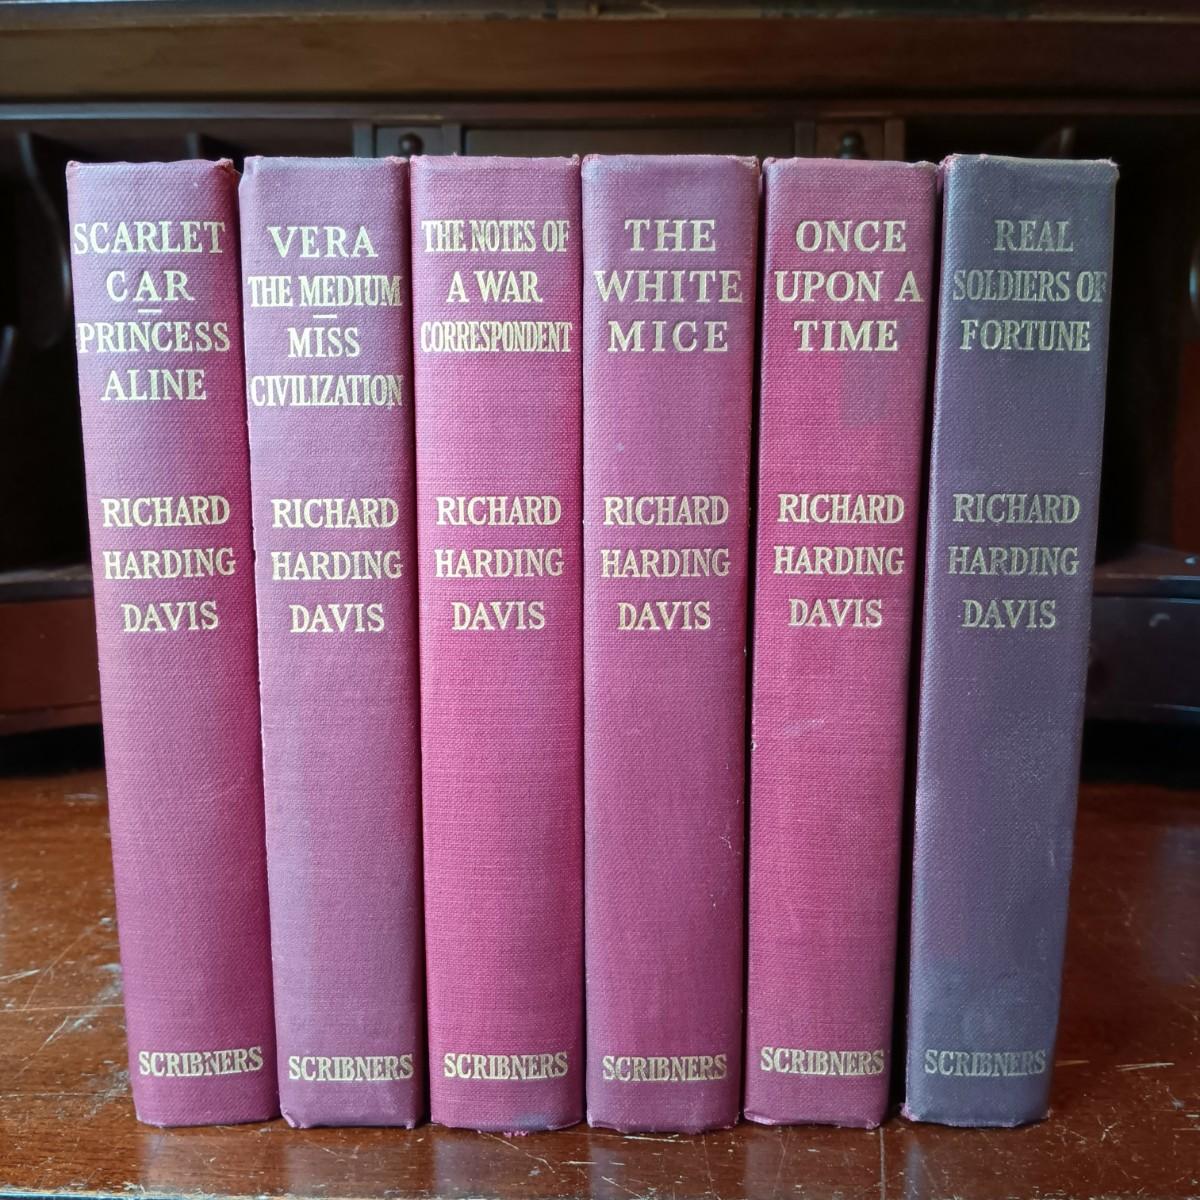 SCARLET
CAR
PRINCESS
ALINE
RICHARD
HARDING
DAVIS
SCRIBNERS
VERA
THE MEDIUM
MISS
CIVILIZATION
RICHARD
HARDING
DAVIS
SCRIBNERS
THE NOTES OF
A WAR
CORRESPONDENT
RICHARD
HARDING
DAVIS
SCRIBNERS
THE
WHITE
MICE
RICHARD
HARDING
DAVIS
SCRIBNERS
ONCE
UPON A
TIME
RICHARD
HARDING
DAVIS
SCRIBNERS
REAL
SOLDIERS OF
FORTUNE
RICHARD
HARDING
DAVIS
SCRIBNERS